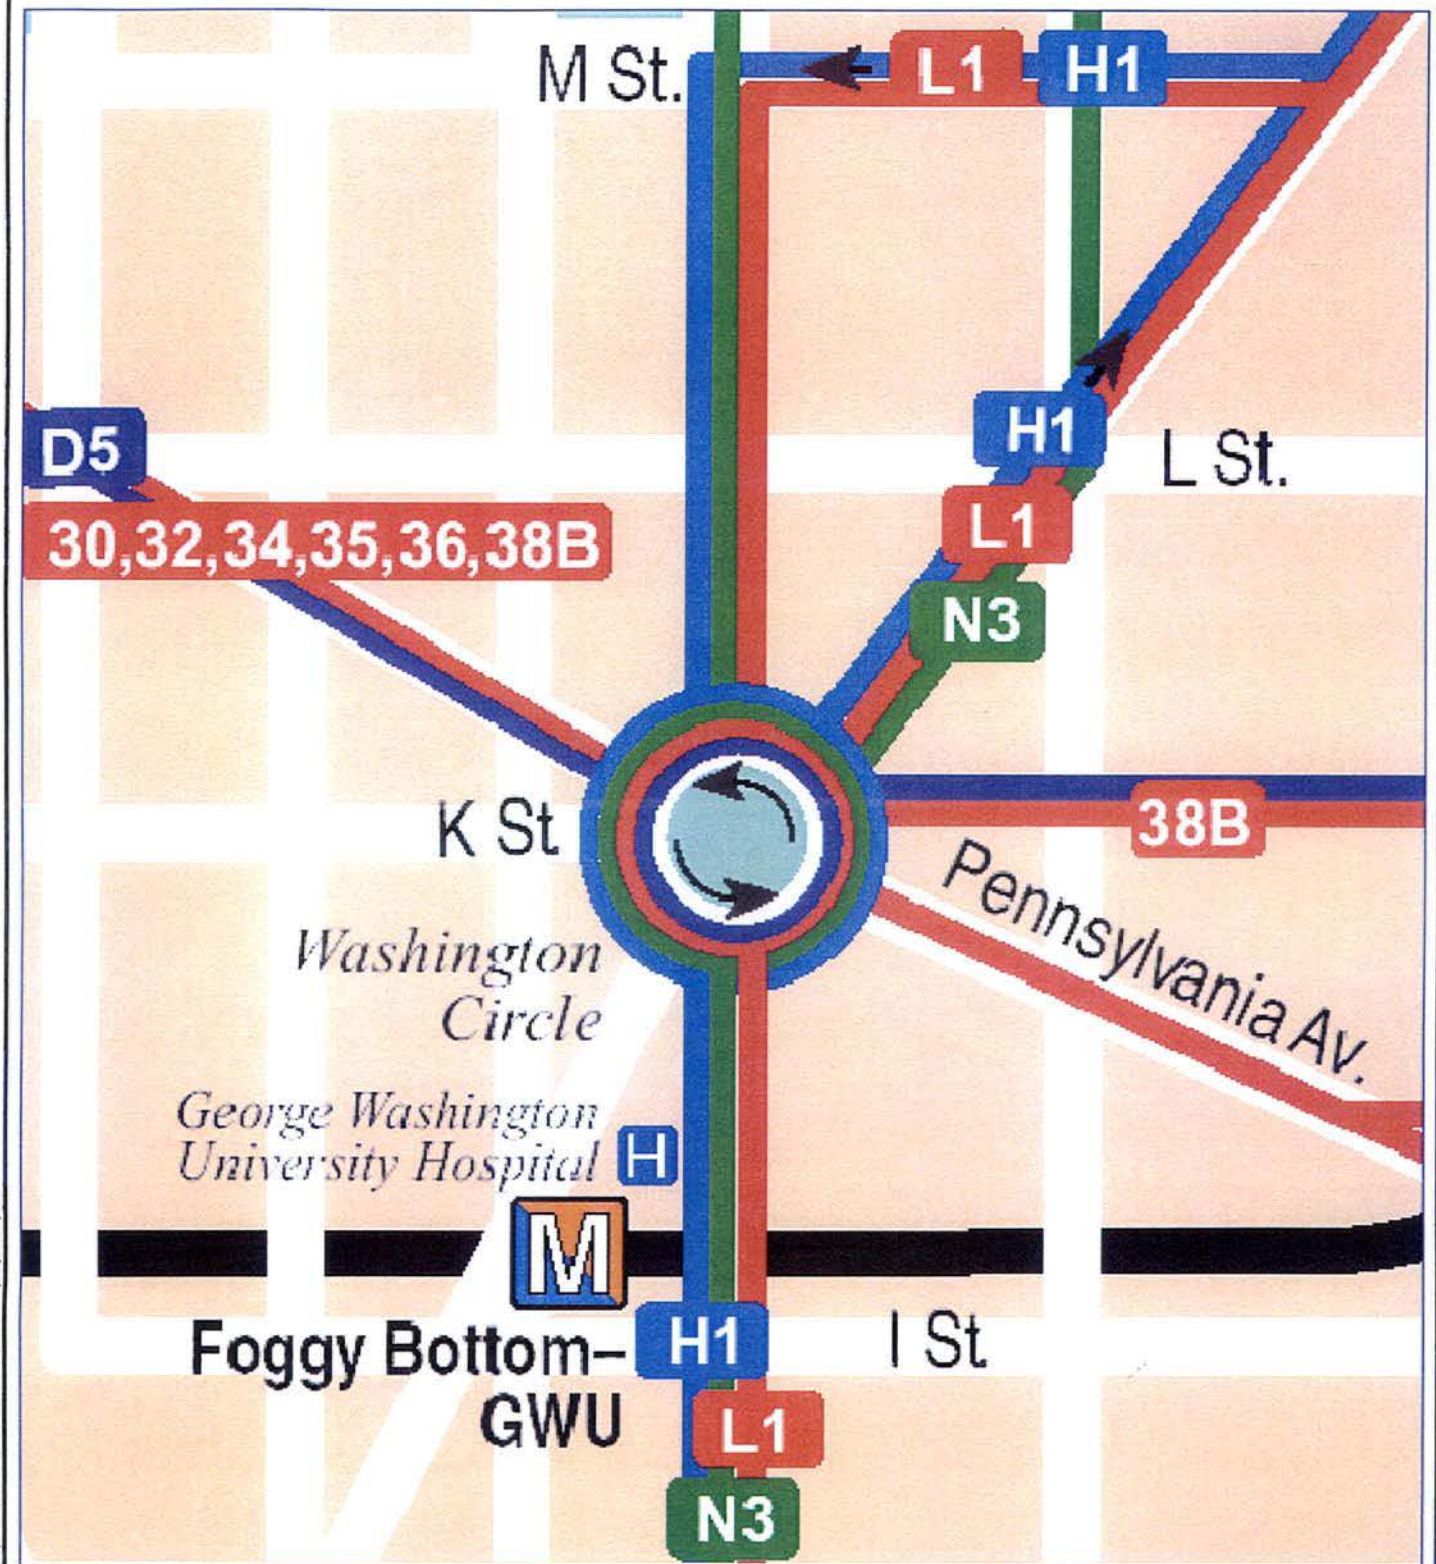 M St.
L1
H1
D5
H1
L St.
30,32,34,35,36,38B
L1
N3
K St
38B
Pennsylvania Av.
Washington
Circle
George Washington
University Hospital
H
M
Foggy Bottom–
GWU
H1
I St
L1
N3